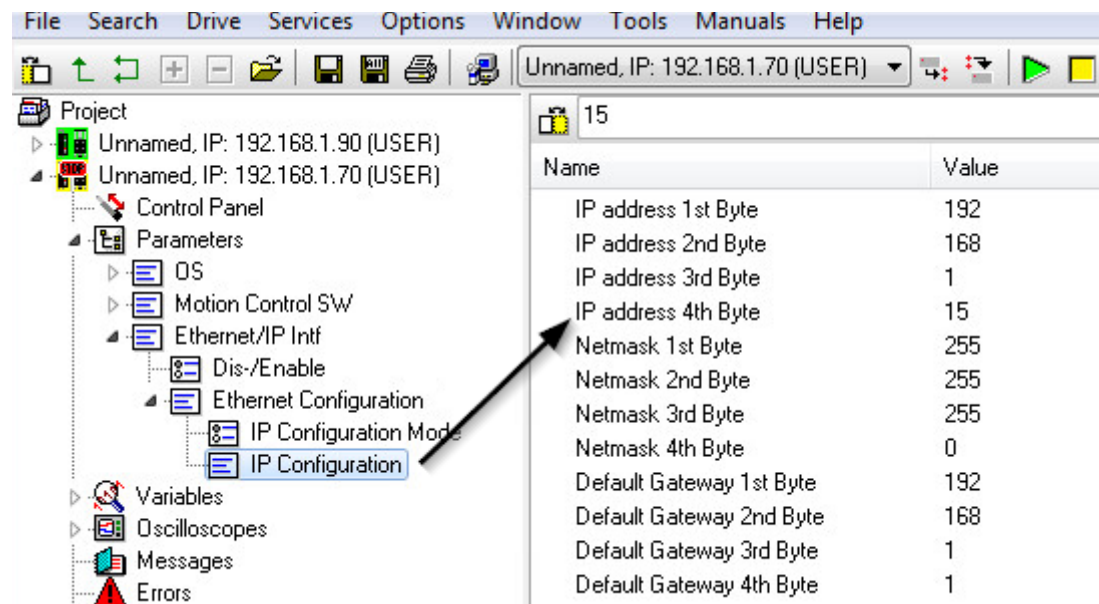 File Search Drive Services Options Window Tools Manuals Help
Unnamed, IP: 192.168.1.70 (USER)
Project
Unnamed, IP: 192.168.1.90 (USER)
STOP
Unnamed, IP: 192.168.1.70 (USER)
Control Panel
Parameters
OS
Motion Control SW
Ethernet/IP Intf
Dis-/Enable
Ethernet Configuration
IP Configuration Mode
IP Configuration
Variables
Oscilloscopes
Messages
Errors
15
Name Value
IP address 1st Byte 192
IP address 2nd Byte 168
IP address 3rd Byte 1
IP address 4th Byte 15
Netmask 1st Byte 255
Netmask 2nd Byte 255
Netmask 3rd Byte 255
Netmask 4th Byte 0
Default Gateway 1st Byte 192
Default Gateway 2nd Byte 168
Default Gateway 3rd Byte 1
Default Gateway 4th Byte 1